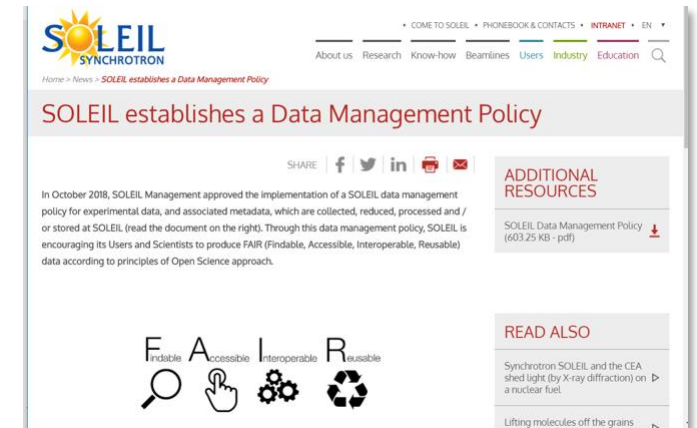 • COME TO SOLEIL • PHONEBOOK & CONTACTS • INTRANET • EN ▼
SOLEIL
SYNCHROTRON
About us Research Know-how Beamlines Users Industry Education
Home > News > SOLEIL establishes a Data Management Policy
SOLEIL establishes a Data Management Policy
SHARE
In October 2018, SOLEIL Management approved the implementation of a SOLEIL data management
policy for experimental data, and associated metadata, which are collected, reduced, processed and /
or stored at SOLEIL (read the document on the right). Through this data management policy, SOLEIL is
encouraging its Users and Scientists to produce FAIR (Findable, Accessible, Interoperable, Reusable)
data according to principles of Open Science approach.
Findable Accessible Interoperable Reusable
ADDITIONAL
RESOURCES
SOLEIL Data Management Policy
(603.25 KB - pdf)
READ ALSO
Synchrotron SOLEIL and the CEA
shed light (by X-ray diffraction) on
a nuclear fuel
Lifting molecules off the grains